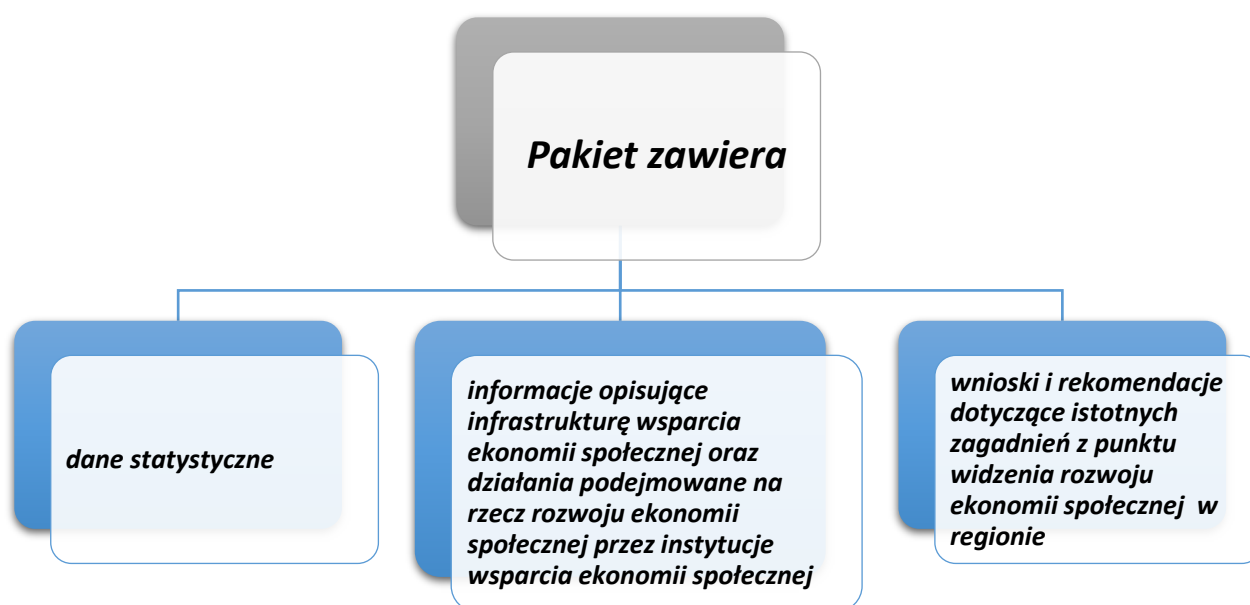 Pakiet zawiera
dane statystyczne
informacje opisujące
infrastrukturę wsparcia
ekonomii społecznej oraz
działania podejmowane na
rzecz rozwoju ekonomii
społecznej przez instytucje
wsparcia ekonomii społecznej
wnioski i rekomendacje
dotyczące istotnych
zagadnień z punktu
widzenia rozwoju
ekonomii społecznej w
regionie